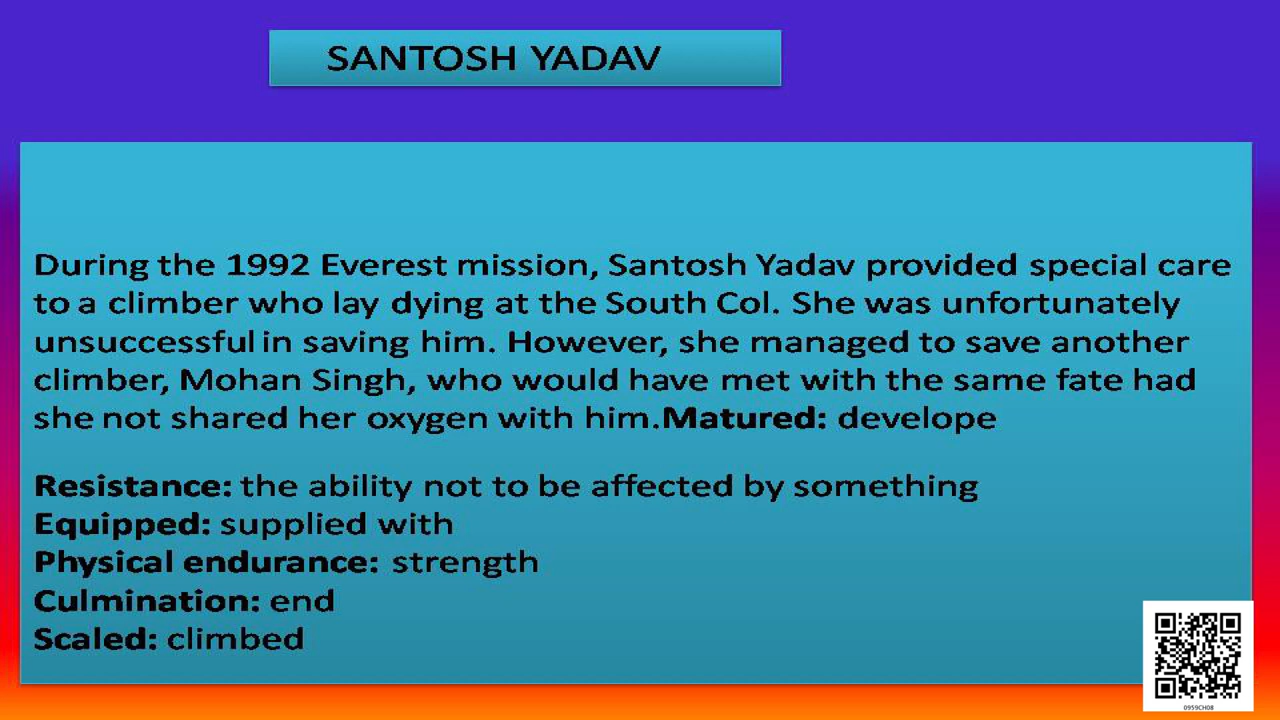 SANTOSH YADAV
During the 1992 Everest mission, Santosh Yadav provided special care
to a climber who lay dying at the South Col. She was unfortunately
unsuccessful in saving him. However, she managed to save another
climber, Mohan Singh, who would have met with the same fate had
she not shared her oxygen with him.Matured: develope
Resistance: the ability not to be affected by something
Equipped: supplied with
Physical endurance: strength
Culmination: end
Scaled: climbed
0959CH08